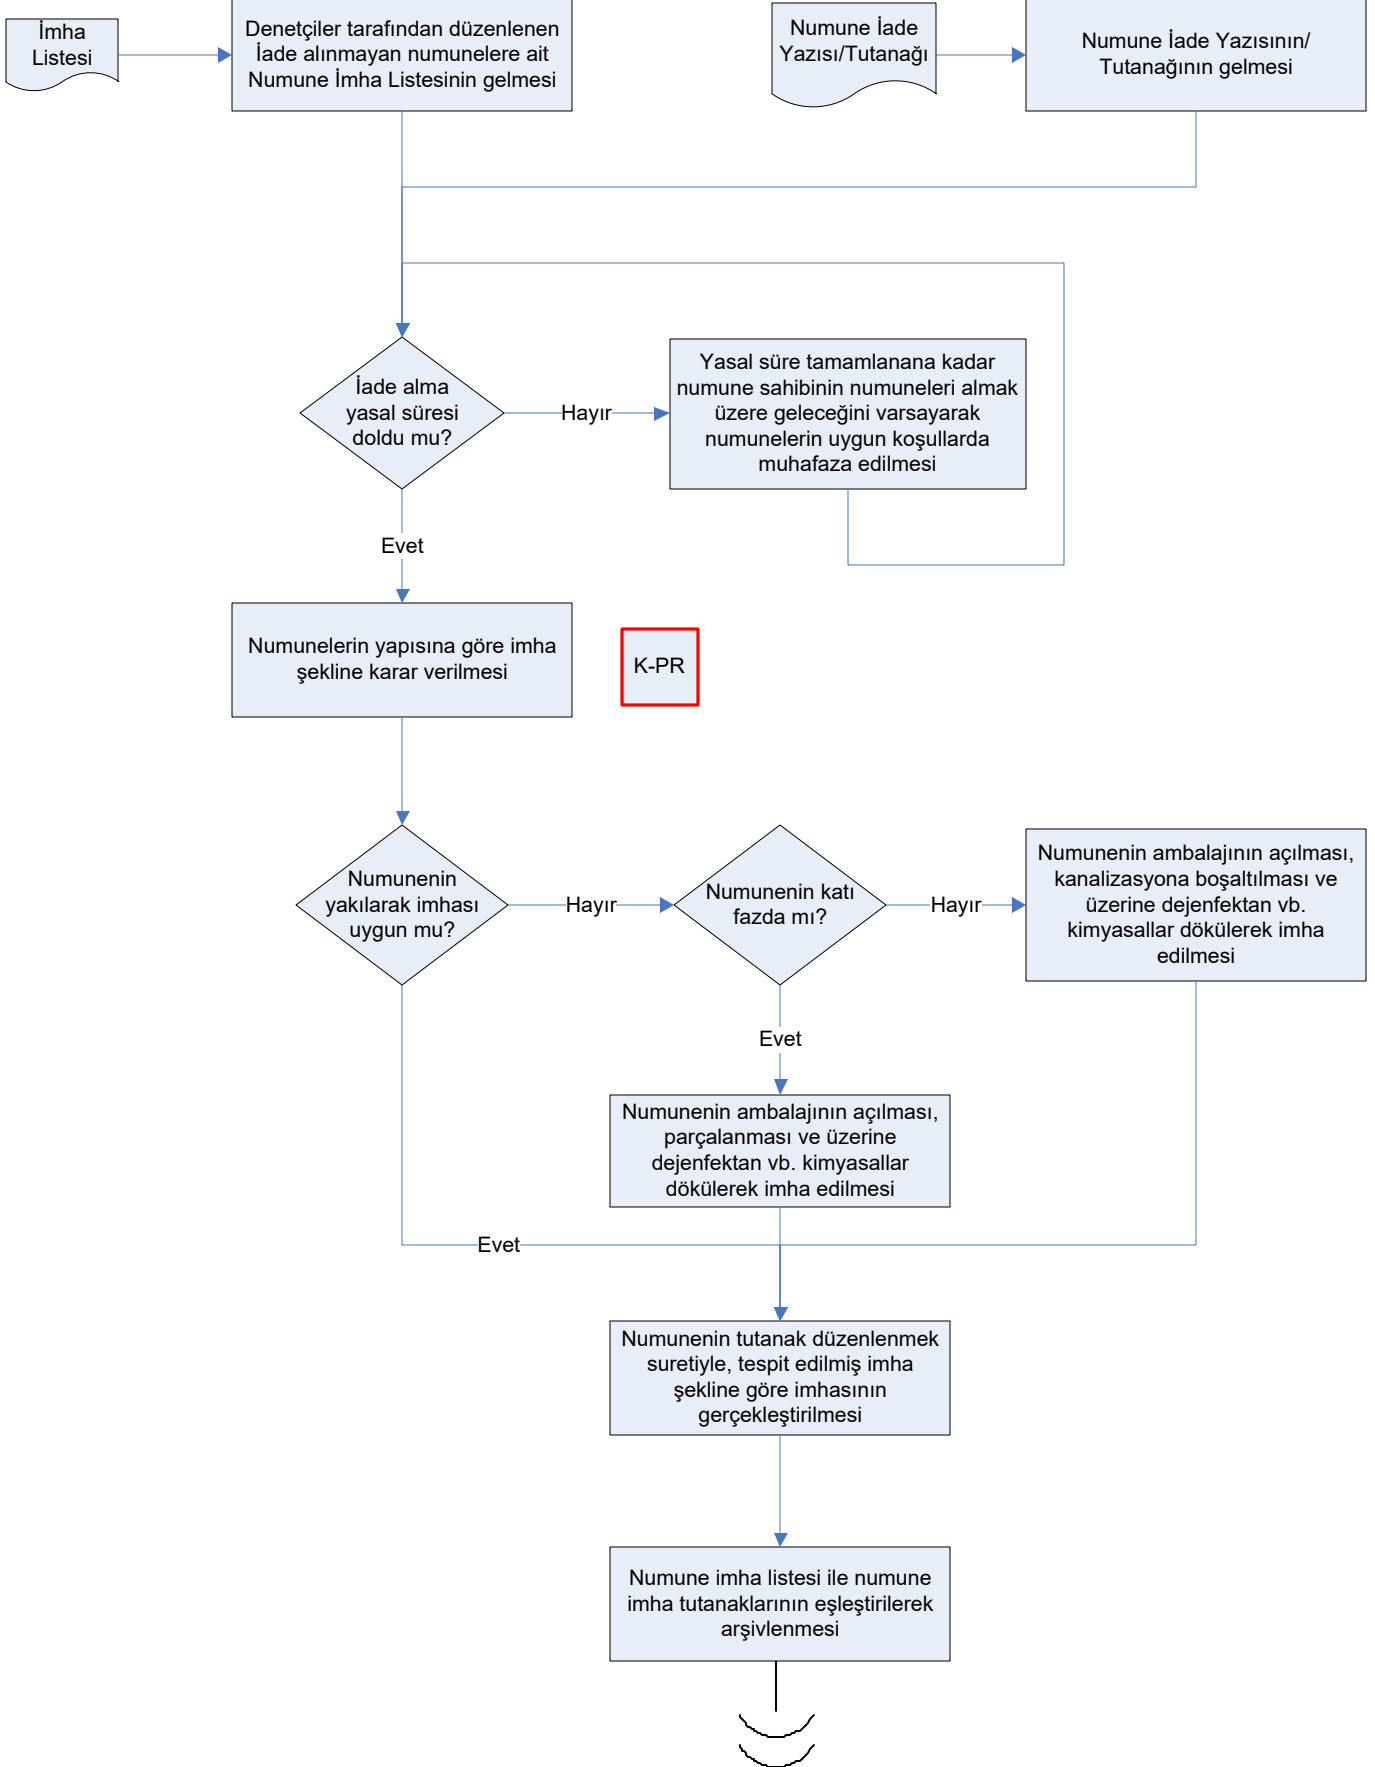 İmha
Listesi
Denetçiler tarafından düzenlenen
İade alınmayan numunelere ait
Numune İmha Listesinin gelmesi
Numune İade
Yazısı/Tutanağı
Numune İade Yazısının/
Tutanağının gelmesi
İade alma
yasal süresi
doldu mu?
Hayır
Yasal süre tamamlanana kadar
numune sahibinin numuneleri almak
üzere geleceğini varsayarak
numunelerin uygun koşullarda
muhafaza edilmesi
Evet
Numunelerin yapısına göre imha
şekline karar verilmesi
K-PR
Numunenin
yakılarak imhası
uygun mu?
Hayır
Numunenin katı
fazda mı?
Hayır
Numunenin ambalajının açılması,
kanalizasyona boşaltılması ve
üzerine dejenfektan vb.
kimyasallar dökülerek imha
edilmesi
Evet
Numunenin ambalajının açılması,
parçalanması ve üzerine
dejenfektan vb. kimyasallar
dökülerek imha edilmesi
Evet
Numunenin tutanak düzenlenmek
suretiyle, tespit edilmiş imha
şekline göre imhasının
gerçekleştirilmesi
Numune imha listesi ile numune
imha tutanaklarının eşleştirilerek
arşivlenmesi